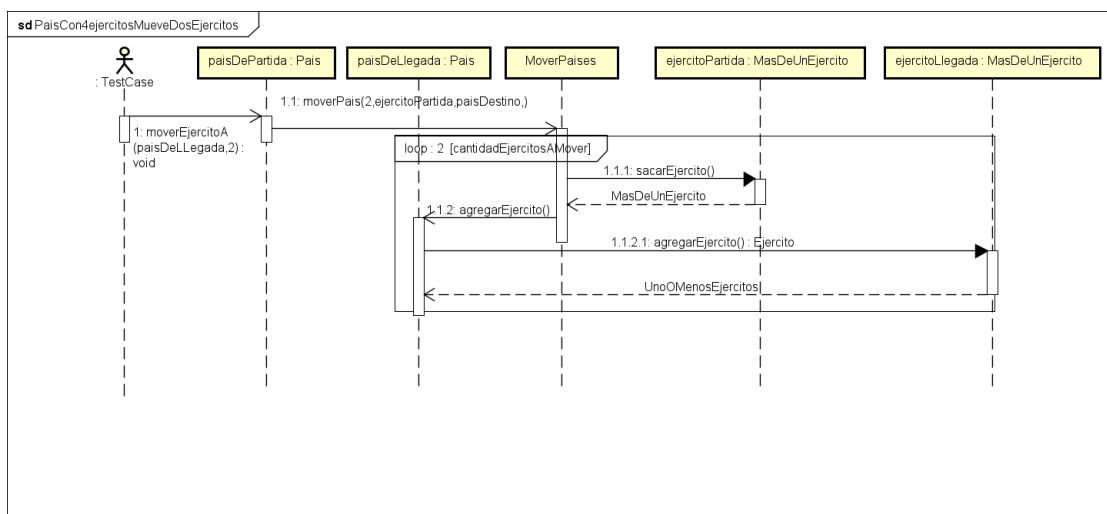 sd PaisCon4ejercitosMueveDosEjercitos
paisDePartida : Pais
paisDeLlegada : Pais
MoverPaises
ejercitoPartida : MasDeUnEjercito
ejercitoLlegada : MasDeUnEjercito
: TestCase
1.1: moverPais(2,ejercitoPartida,paisDestino,)
1: moverEjercitoA
(paisDeLLegada,2) :
void
loop : 2 [cantidadEjercitosAMover]
1.1.1: sacarEjercito()
MasDeUnEjercito
1.1.2: agregarEjercito()
1.1.2.1: agregarEjercito() : Ejercito
UnoOMenosEjercitos